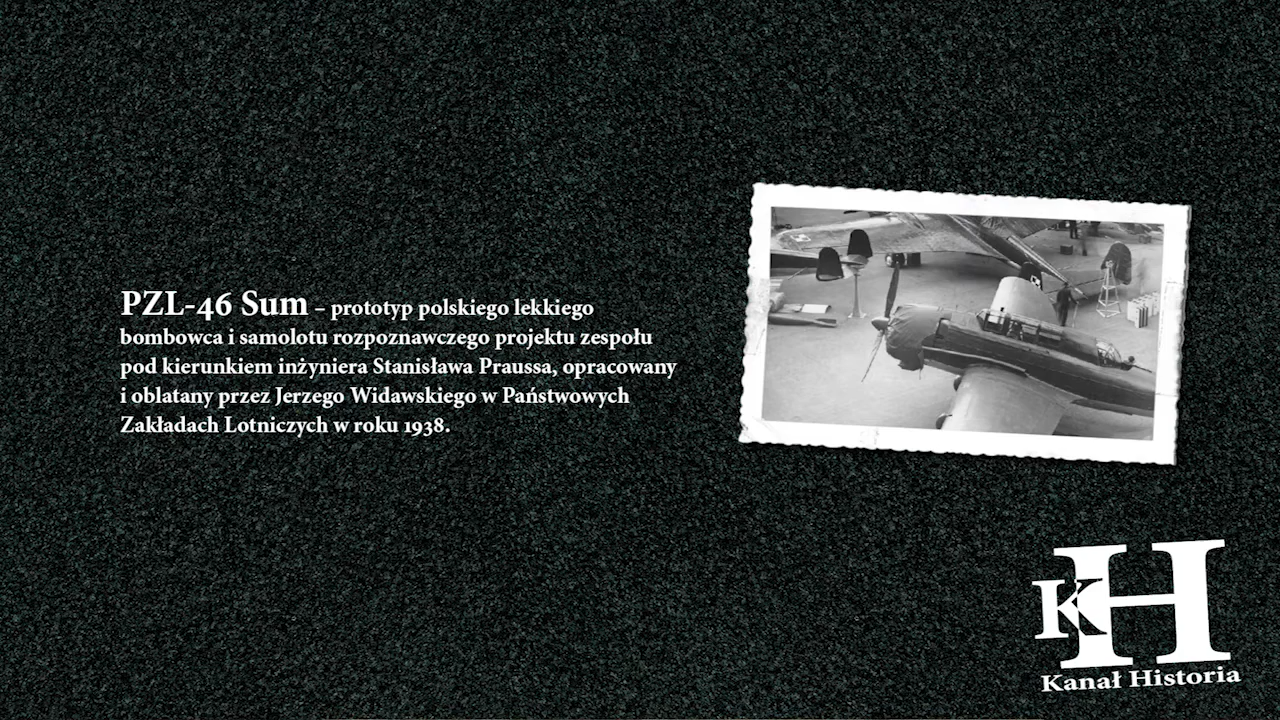 PZL-46 Sum – prototyp polskiego lekkiego
bombowca i samolotu rozpoznawczego projektu zespołu
pod kierunkiem inżyniera Stanisława Praussa, opracowany
i oblatany przez Jerzego Widawskiego w Państwowych
Zakładach Lotniczych w roku 1938.
KH
Kanał Historia